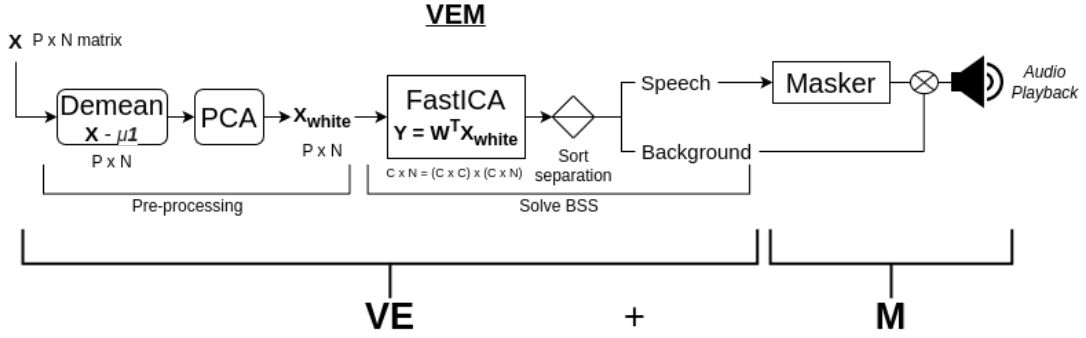 VEM
X P x N matrix
Demean
X - μ1
P x N
PCA
Xwhite
P x N
Pre-processing
FastICA
Y = WᵀXwhite
C x N = (C x C) x (C x N)
Sort
separation
Solve BSS
Speech
Background
Masker
Audio
Playback
VE + M